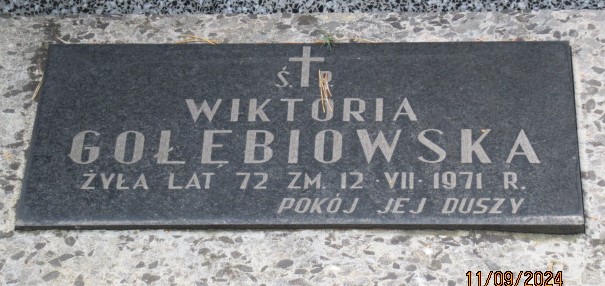 Ś. P.
WIKTORIA
GOŁĘBIOWSKA
ŻYŁA LAT 72 ZM. 12·VII·1971 R.
POKÓJ JEJ DUSZY
11/09/2024